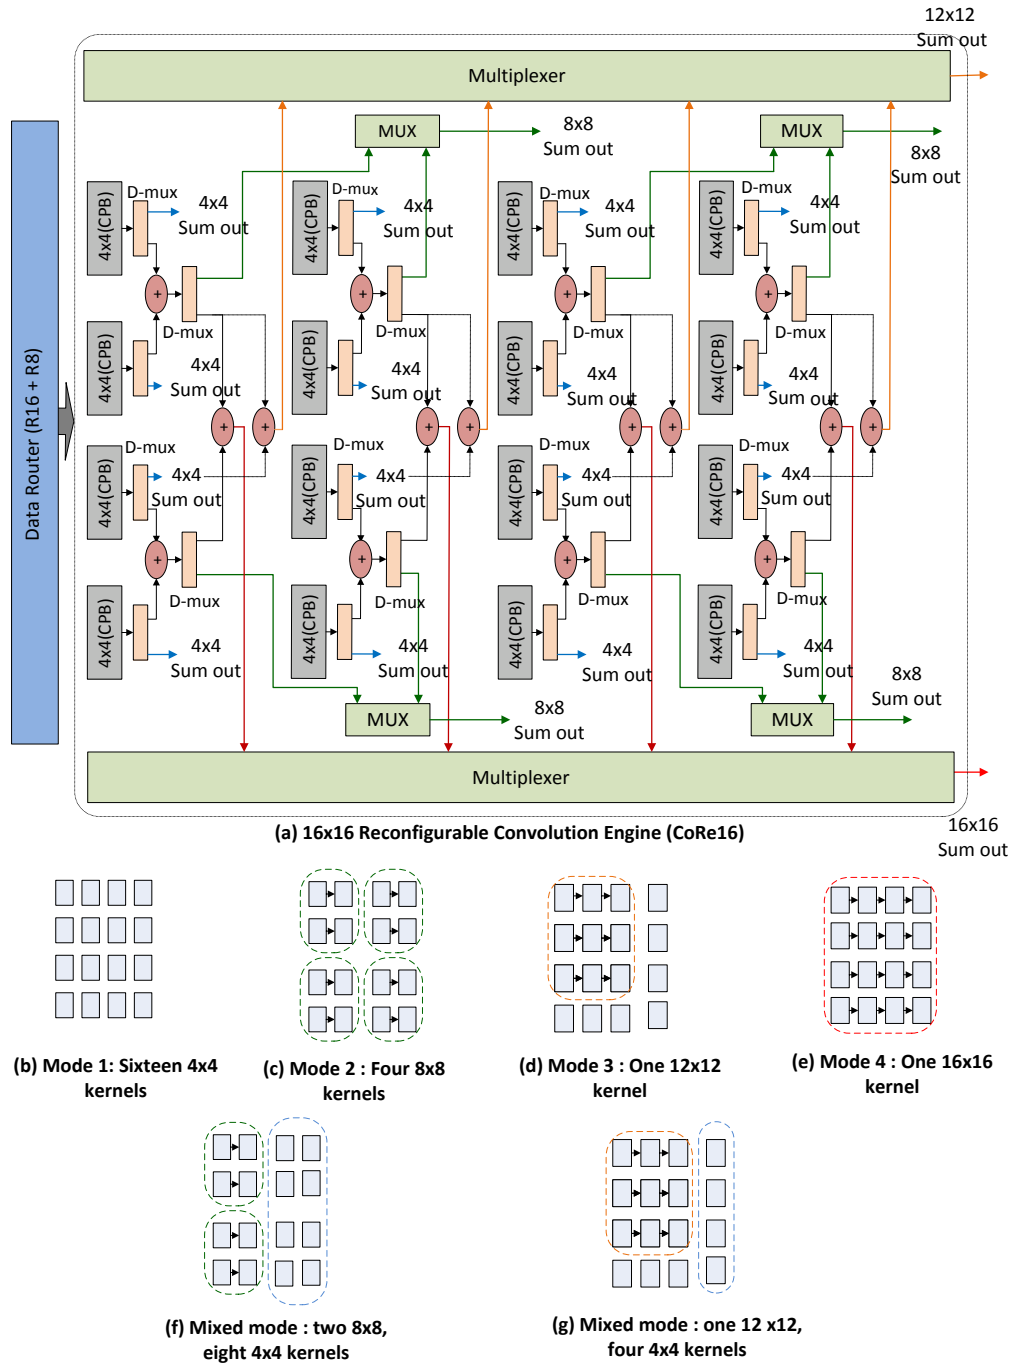 12x12
Sum out
Multiplexer
MUX
8x8
Sum out
MUX
8x8
Sum out
Data Router (R16 + R8)
4x4(CPB)
D-mux
4x4
Sum out
4x4(CPB)
D-mux
4x4
Sum out
4x4(CPB)
D-mux
4x4
Sum out
4x4(CPB)
D-mux
4x4
Sum out
+
+
+
+
D-mux
D-mux
D-mux
D-mux
4x4(CPB)
4x4
Sum out
4x4(CPB)
4x4
Sum out
4x4(CPB)
4x4
Sum out
4x4(CPB)
4x4
Sum out
+
+
+
+
+
+
+
+
4x4(CPB)
D-mux
4x4
Sum out
4x4(CPB)
D-mux
4x4
Sum out
4x4(CPB)
D-mux
4x4
Sum out
4x4(CPB)
D-mux
4x4
Sum out
+
+
+
+
D-mux
D-mux
D-mux
D-mux
4x4(CPB)
4x4
Sum out
4x4(CPB)
4x4
Sum out
4x4(CPB)
4x4
Sum out
4x4(CPB)
4x4
Sum out
MUX
8x8
Sum out
MUX
8x8
Sum out
Multiplexer
16x16
Sum out
(a) 16x16 Reconfigurable Convolution Engine (CoRe16)
(b) Mode 1: Sixteen 4x4
kernels
(c) Mode 2 : Four 8x8
kernels
(d) Mode 3 : One 12x12
kernel
(e) Mode 4 : One 16x16
kernel
(f) Mixed mode : two 8x8,
eight 4x4 kernels
(g) Mixed mode : one 12 x12,
four 4x4 kernels